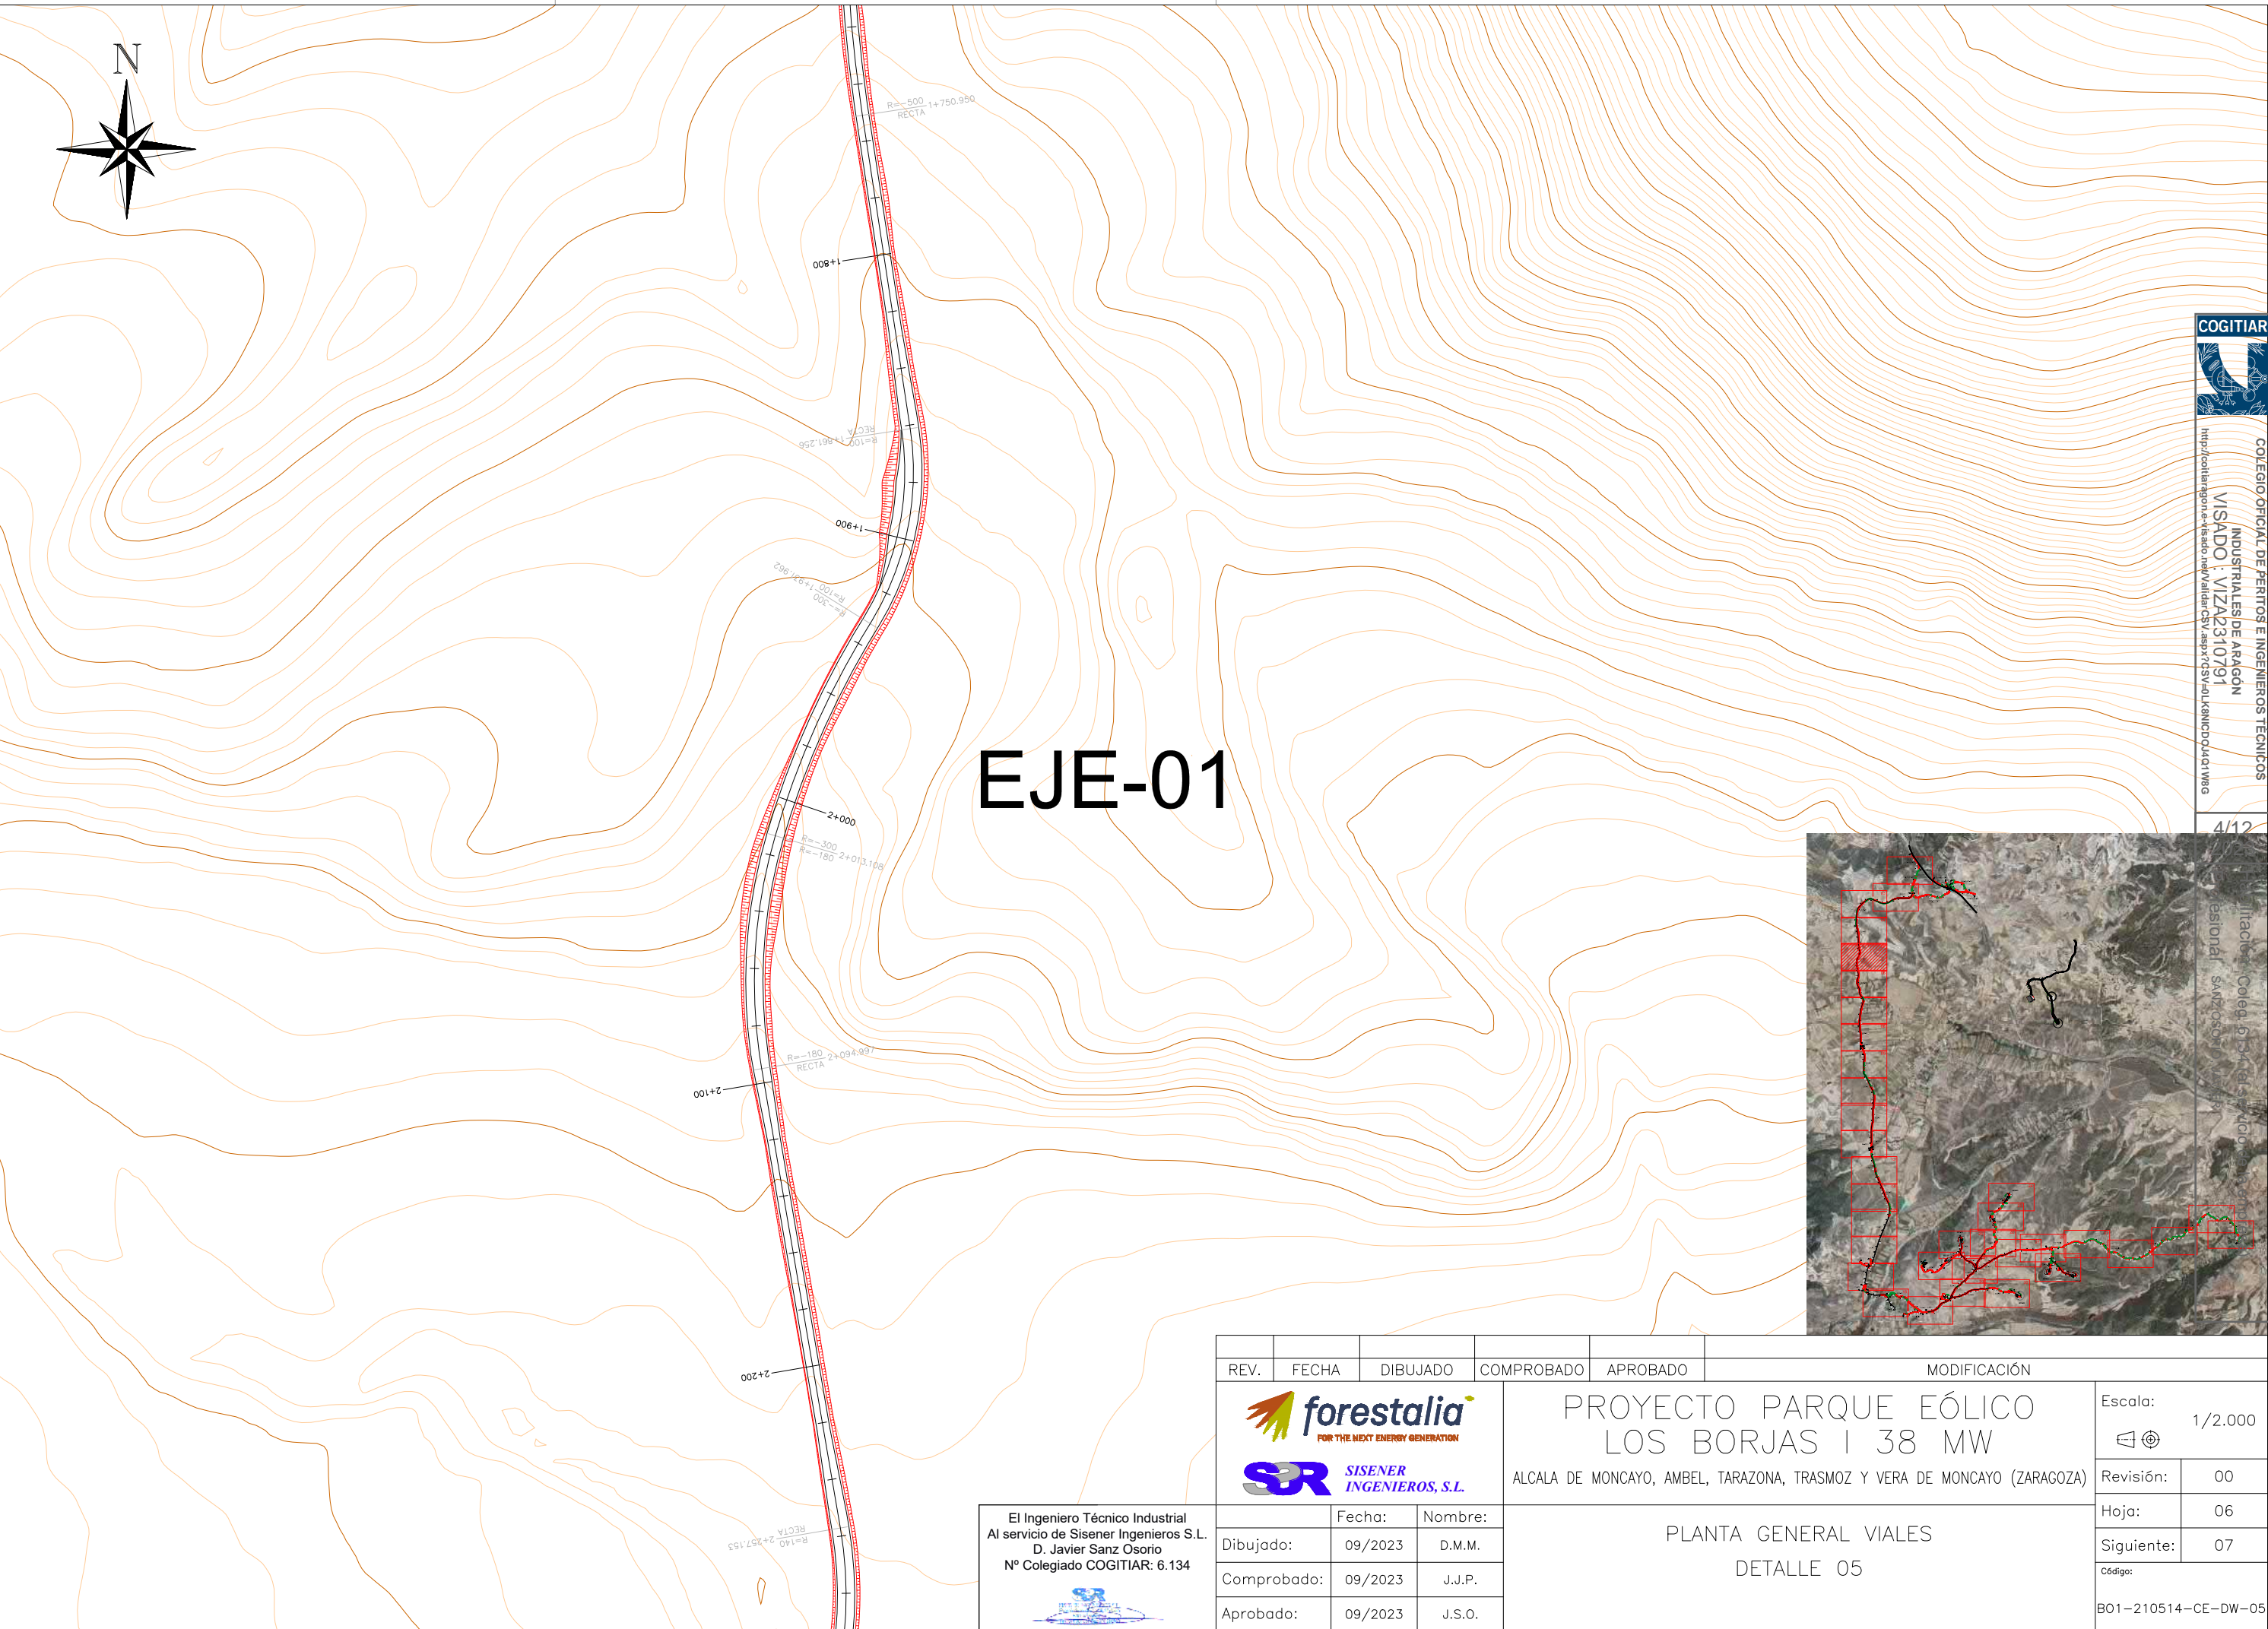 N
R=-500
RECTA
1+750.950
1+800
RECTA
R=100
1+861.256
1+900
R=100
R=-300
1+931.962
EJE-01
2+000
R=-300
R=-180
2+013.108
R=-180
RECTA
2+094.997
2+100
2+200
RECTA
R=140
2+257.153
COGITIAR
COLEGIO OFICIAL DE PERITOS E INGENIEROS TÉCNICOS
INDUSTRIALES DE ARAGÓN
VISADO : VIZA2310791
4/12
REV. FECHA DIBUJADO COMPROBADO APROBADO MODIFICACIÓN
forestalia
FOR THE NEXT ENERGY GENERATION
SISENER
INGENIEROS, S.L.
PROYECTO PARQUE EÓLICO
LOS BORJAS I 38 MW
ALCALA DE MONCAYO, AMBEL, TARAZONA, TRASMOZ Y VERA DE MONCAYO (ZARAGOZA)
Escala:
1/2.000
Revisión: 00
Hoja: 06
Siguiente: 07
Código:
B01-210514-CE-DW-05
El Ingeniero Técnico Industrial
Al servicio de Sisener Ingenieros S.L.
D. Javier Sanz Osorio
Nº Colegiado COGITIAR: 6.134
Fecha: Nombre:
Dibujado: 09/2023 D.M.M.
Comprobado: 09/2023 J.J.P.
Aprobado: 09/2023 J.S.O.
PLANTA GENERAL VIALES
DETALLE 05